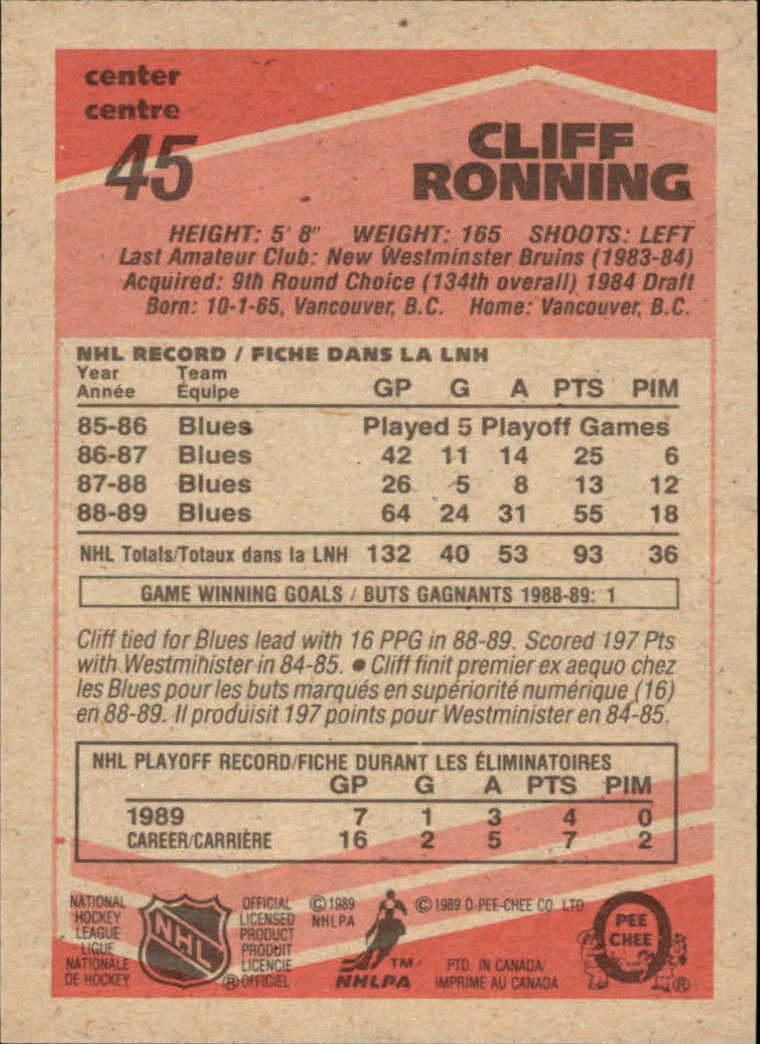 center
centre
45
CLIFF
RONNING
HEIGHT: 5' 8" WEIGHT: 165 SHOOTS: LEFT
Last Amateur Club: New Westminster Bruins (1983-84)
Acquired: 9th Round Choice (134th overall) 1984 Draft
Born: 10-1-65, Vancouver, B.C. Home: Vancouver, B.C.
NHL RECORD / FICHE DANS LA LNH
Year Team
Année Équipe GP G A PTS PIM
85-86 Blues Played 5 Playoff Games
86-87 Blues 42 11 14 25 6
87-88 Blues 26 5 8 13 12
88-89 Blues 64 24 31 55 18
NHL Totals/Totaux dans la LNH 132 40 53 93 36
GAME WINNING GOALS / BUTS GAGNANTS 1988-89: 1
Cliff tied for Blues lead with 16 PPG in 88-89. Scored 197 Pts
with Westminister in 84-85. ● Cliff finit premier ex aequo chez
les Blues pour les buts marqués en supériorité numérique (16)
en 88-89. Il produisit 197 points pour Westminister en 84-85.
NHL PLAYOFF RECORD/FICHE DURANT LES ÉLIMINATOIRES
GP G A PTS PIM
1989 7 1 3 4 0
CAREER/CARRIÈRE 16 2 5 7 2
NATIONAL
HOCKEY
LEAGUE
LIGUE
NATIONALE
DE HOCKEY
NHL
OFFICIAL
LICENSED
PRODUCT
PRODUIT
LICENCIE
® OFFICIEL
© 1989
NHLPA
TM
NHLPA
© 1989 O-PEE-CHEE CO. LTD.
PTD. IN CANADA/
IMPRIME AU CANADA
O
PEE
CHEE
®